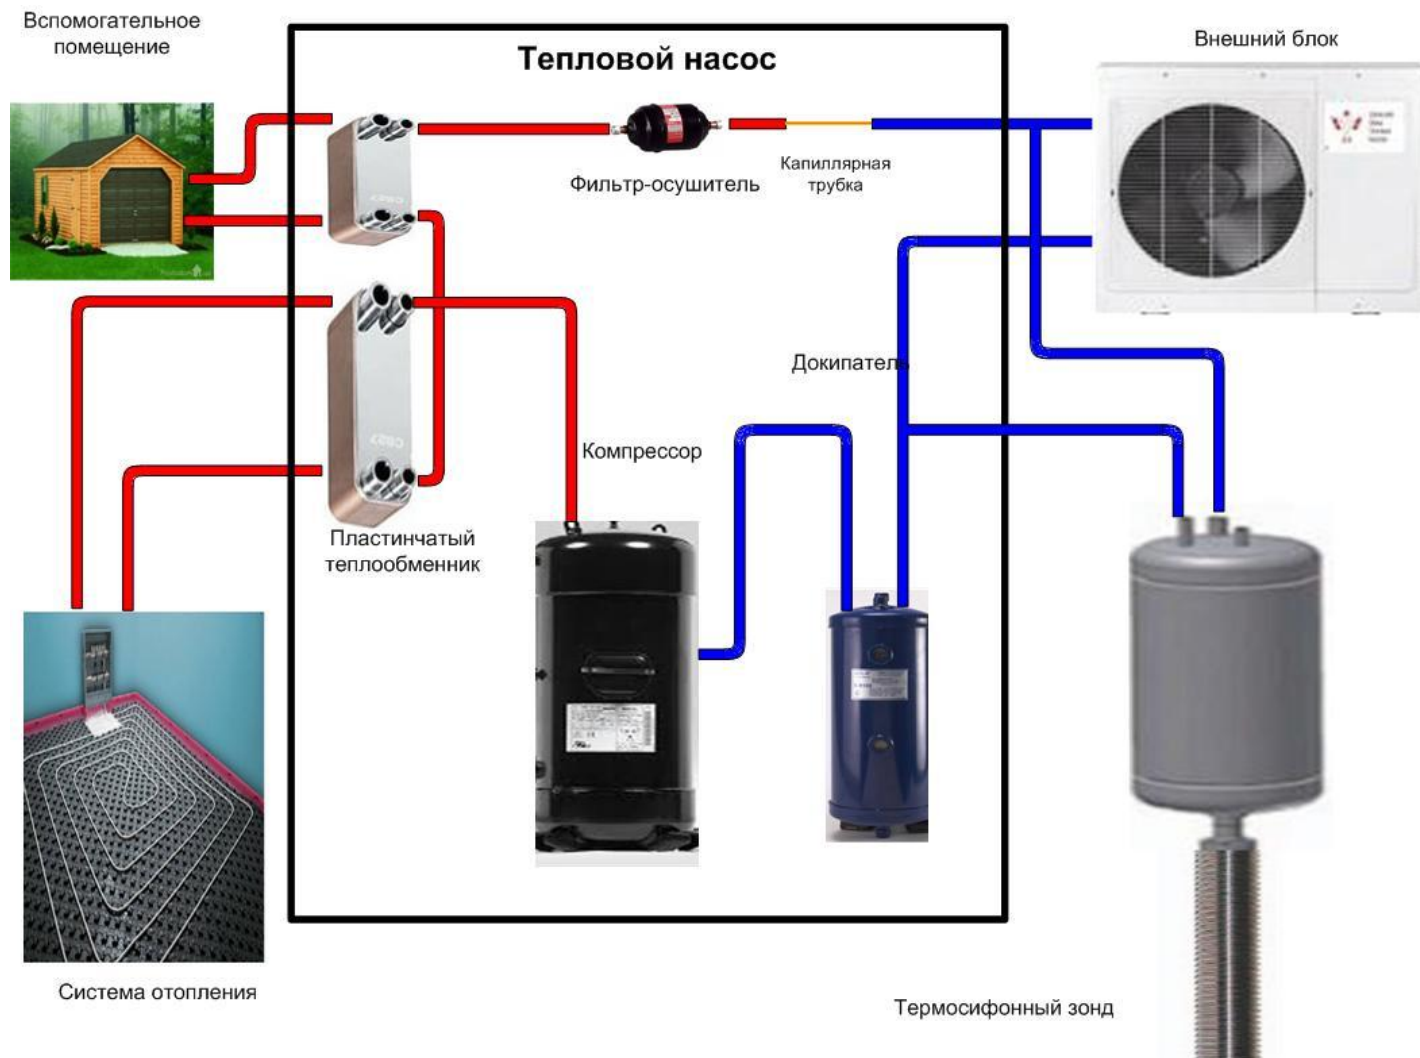 Вспомогательное
помещение
Тепловой насос
Внешний блок
Фильтр-осушитель
Капиллярная
трубка
Докипатель
Компрессор
Пластинчатый
теплообменник
Система отопления
Термосифонный зонд